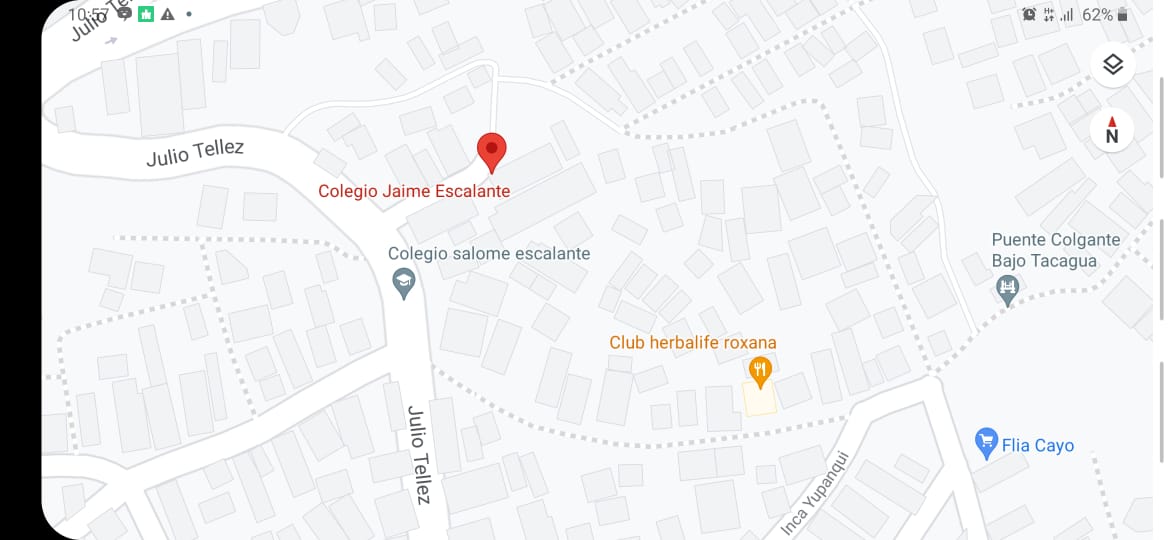 10:57
62%
Julio Te
Julio Tellez
N
Colegio Jaime Escalante
Colegio salome escalante
Puente Colgante
Bajo Tacagua
Club herbalife roxana
Julio Tellez
Flia Cayo
Inca Yupanqui